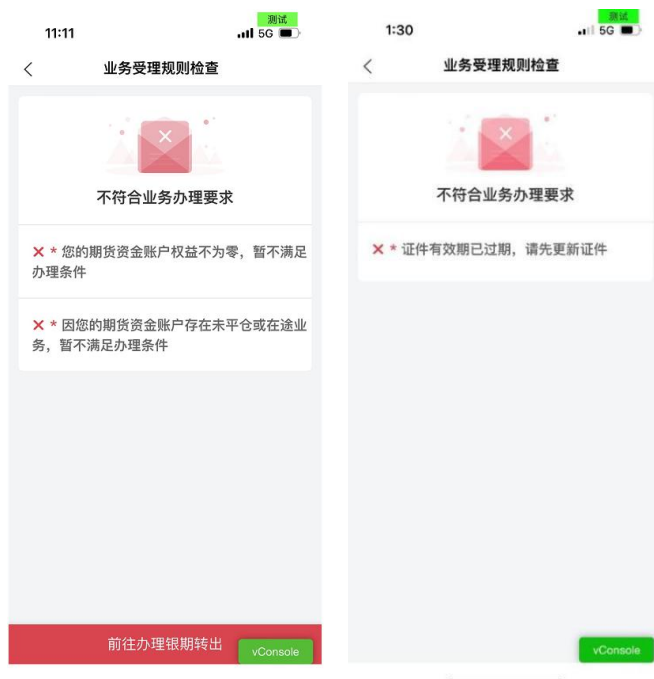 测试
11:11
5G
业务受理规则检查
不符合业务办理要求
* 您的期货资金账户权益不为零，暂不满足
办理条件
* 因您的期货资金账户存在未平仓或在途业
务，暂不满足办理条件
前往办理银期转出
vConsole
测试
1:30
5G
业务受理规则检查
不符合业务办理要求
* 证件有效期已过期，请先更新证件
vConsole